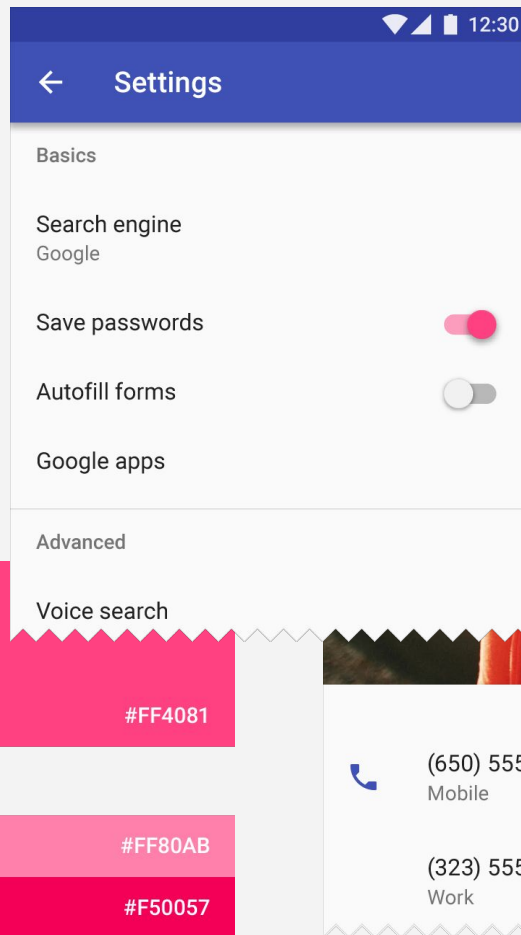 12:30
Settings
Basics
Search engine
Google
Save passwords
Autofill forms
Google apps
Advanced
Voice search
#FF4081
(650) 555
Mobile
#FF80AB
(323) 555
Work
#F50057